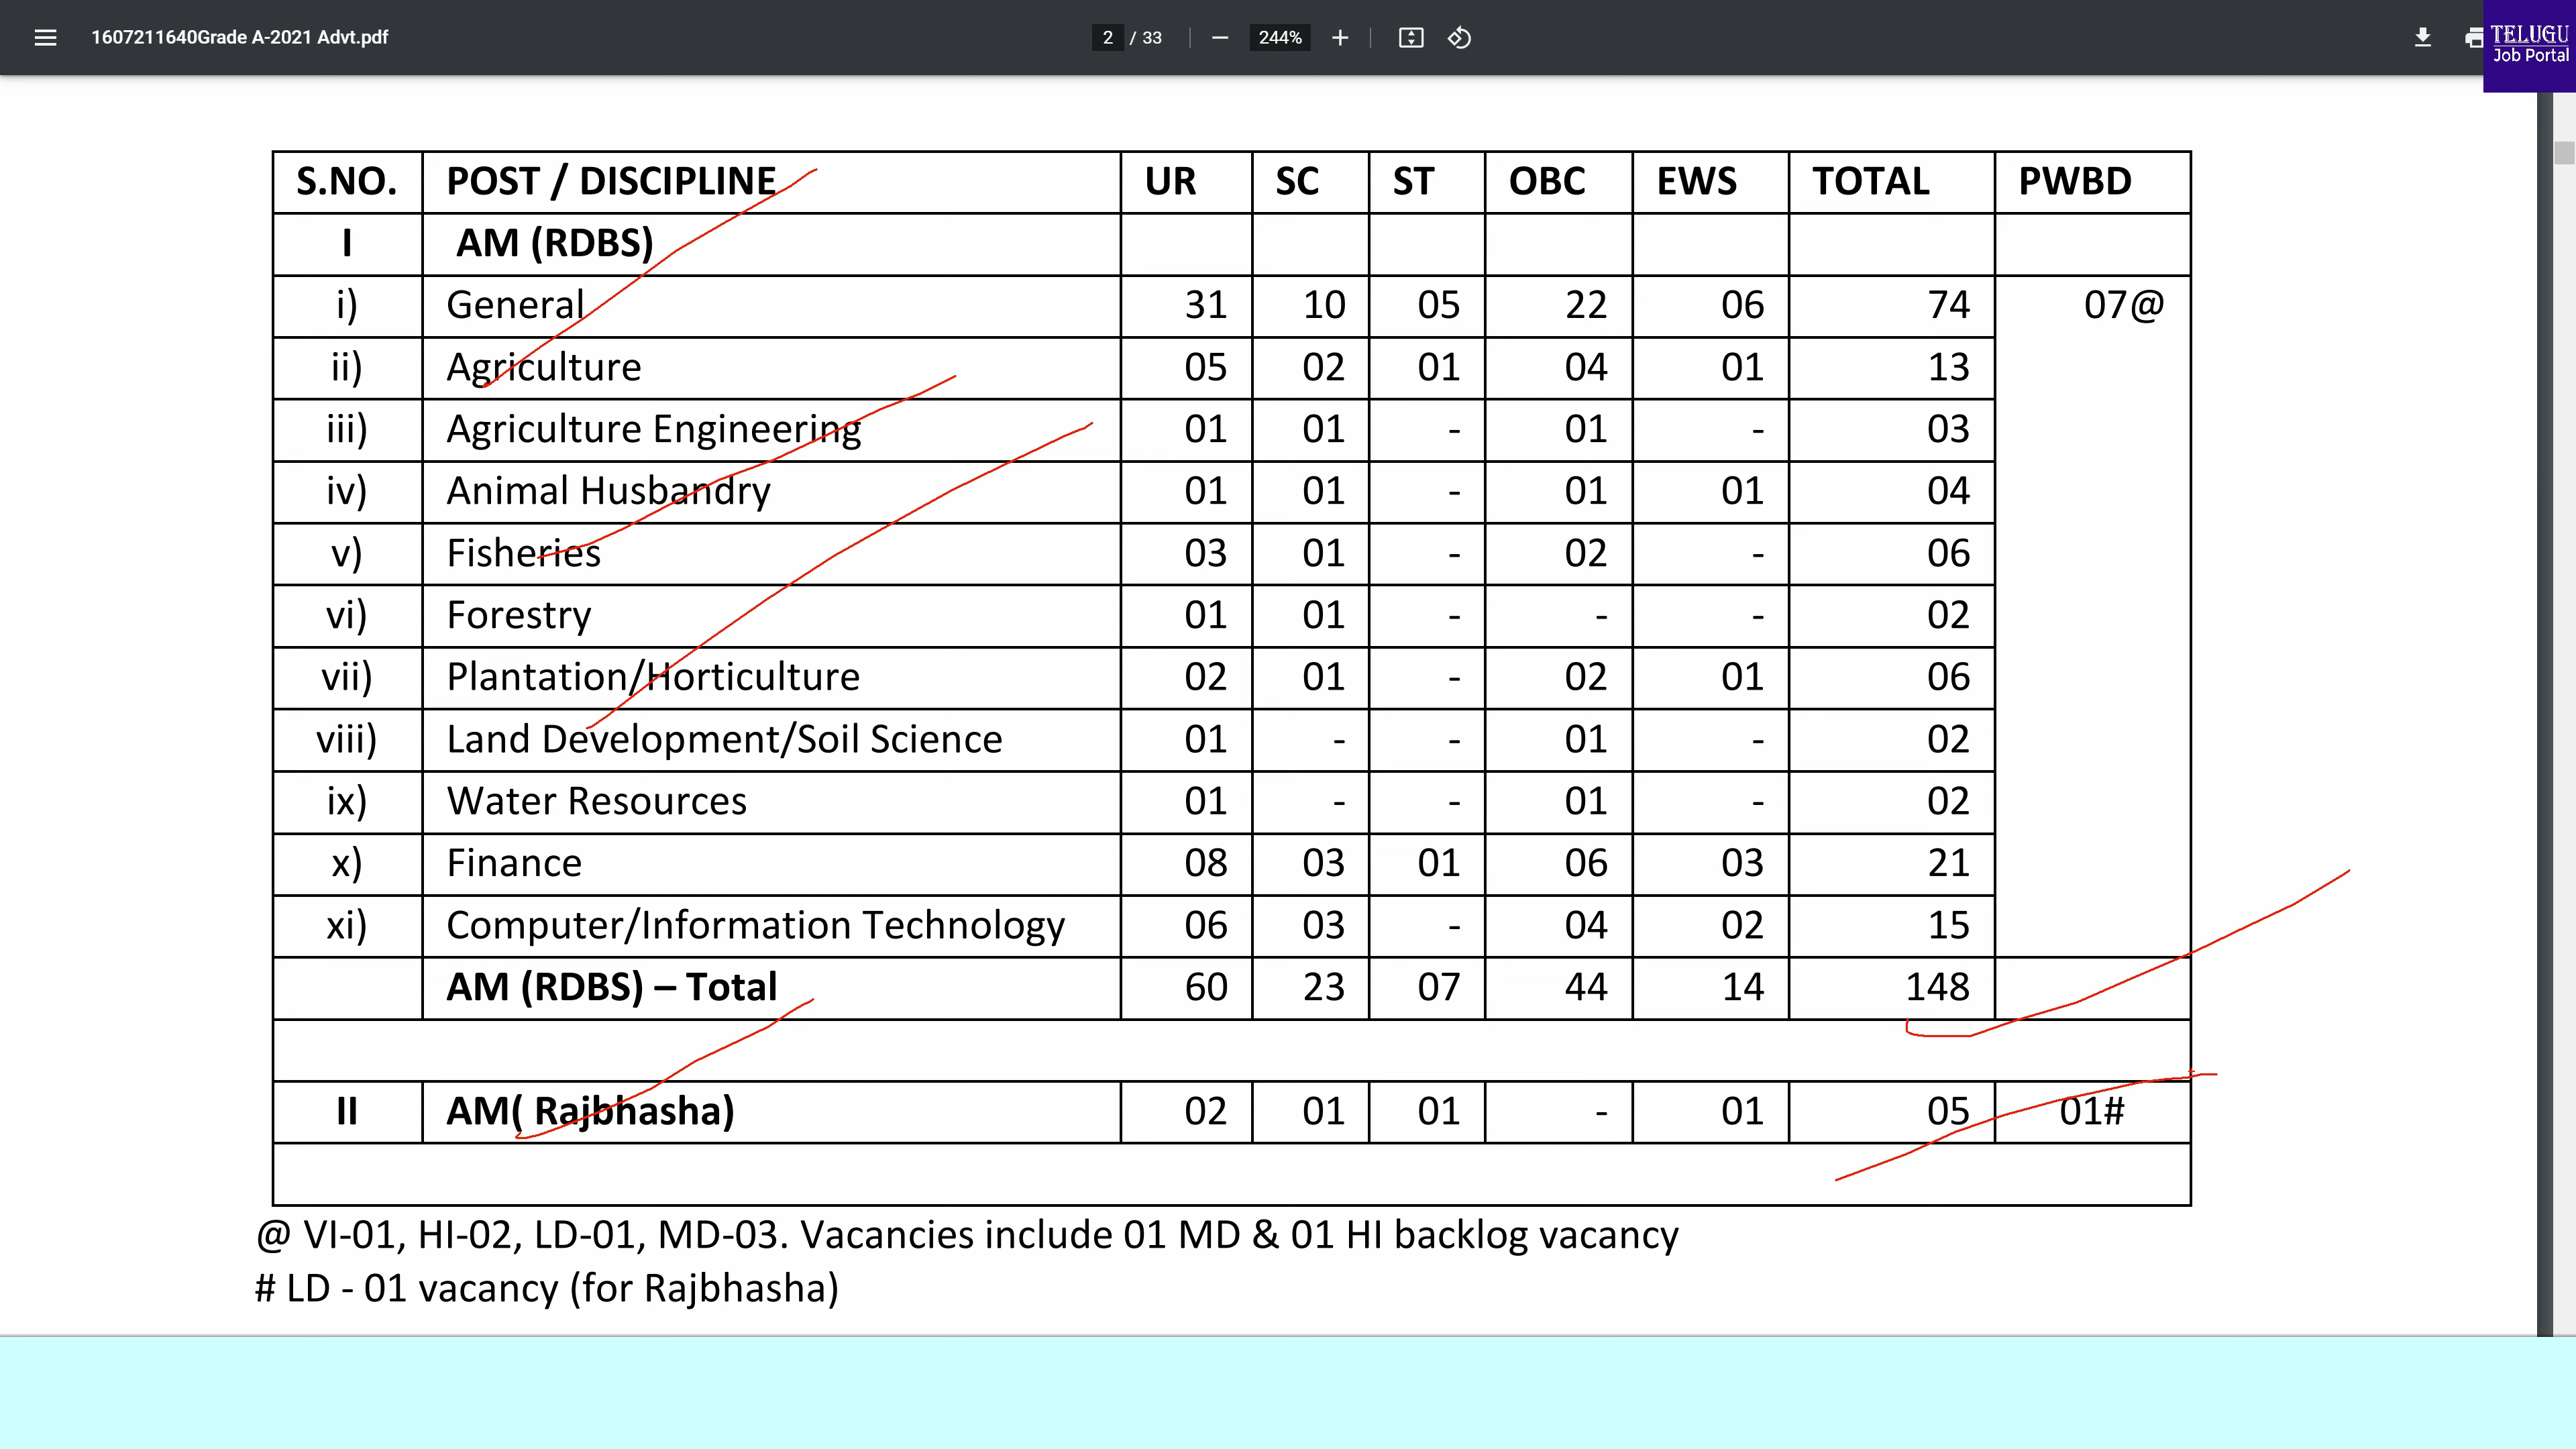 1607211640Grade A-2021 Advt.pdf 2 / 33 244%
TELUGU
Job Portal
S.NO. POST / DISCIPLINE UR SC ST OBC EWS TOTAL PWBD
I AM (RDBS)
i) General 31 10 05 22 06 74 07@
ii) Agriculture 05 02 01 04 01 13
iii) Agriculture Engineering 01 01 - 01 - 03
iv) Animal Husbandry 01 01 - 01 01 04
v) Fisheries 03 01 - 02 - 06
vi) Forestry 01 01 - - - 02
vii) Plantation/Horticulture 02 01 - 02 01 06
viii) Land Development/Soil Science 01 - - 01 - 02
ix) Water Resources 01 - - 01 - 02
x) Finance 08 03 01 06 03 21
xi) Computer/Information Technology 06 03 - 04 02 15
AM (RDBS) – Total 60 23 07 44 14 148
II AM( Rajbhasha) 02 01 01 - 01 05 01#
@ VI-01, HI-02, LD-01, MD-03. Vacancies include 01 MD & 01 HI backlog vacancy
# LD - 01 vacancy (for Rajbhasha)